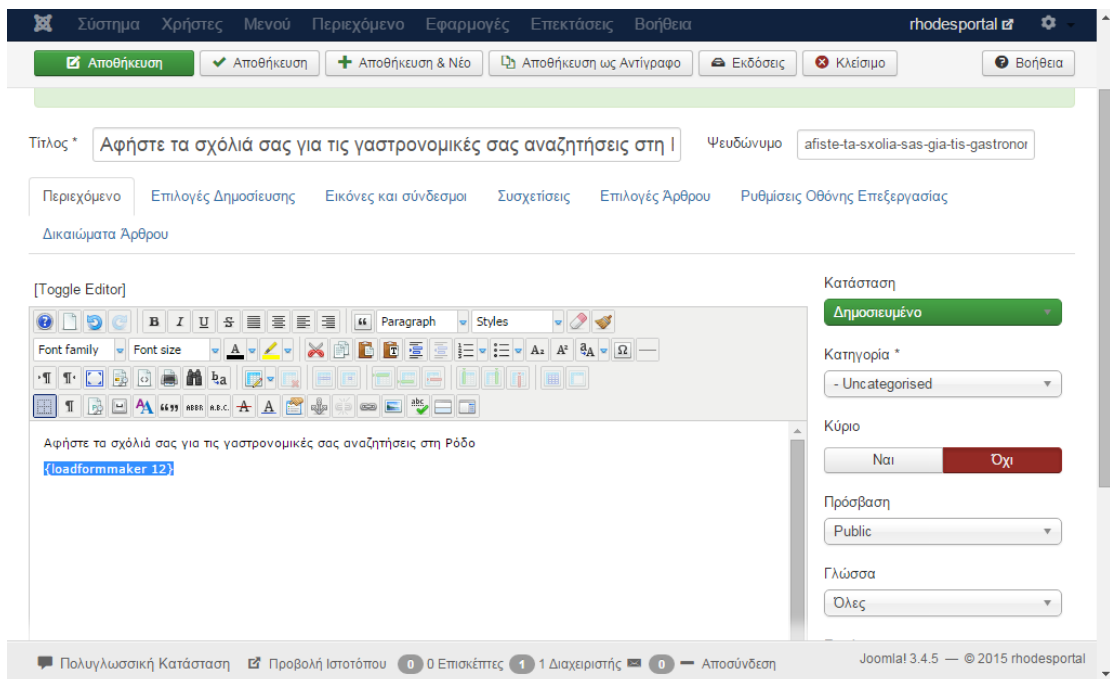 Σύστημα Χρήστες Μενού Περιεχόμενο Εφαρμογές Επεκτάσεις Βοήθεια rhodesportal
Αποθήκευση Αποθήκευση Αποθήκευση & Νέο Αποθήκευση ως Αντίγραφο Εκδόσεις Κλείσιμο Βοήθεια
Τίτλος * Αφήστε τα σχόλιά σας για τις γαστρονομικές σας αναζητήσεις στη Ψευδώνυμο afiste-ta-sxolia-sas-gia-tis-gastronor
Περιεχόμενο Επιλογές Δημοσίευσης Εικόνες και σύνδεσμοι Συσχετίσεις Επιλογές Άρθρου Ρυθμίσεις Οθόνης Επεξεργασίας
Δικαιώματα Άρθρου
[Toggle Editor]
B I U S Paragraph Styles
Font family Font size A A₂ A² Ω
ABBR A.B.C. A A ABC
Αφήστε τα σχόλιά σας για τις γαστρονομικές σας αναζητήσεις στη Ρόδο
{loadformmaker 12}
Κατάσταση
Δημοσιευμένο
Κατηγορία *
- Uncategorised
Κύριο
Ναι Όχι
Πρόσβαση
Public
Γλώσσα
Όλες
Πολυγλωσσική Κατάσταση Προβολή Ιστοτόπου 0 0 Επισκέπτες 1 1 Διαχειριστής 0 Αποσύνδεση Joomla! 3.4.5 — © 2015 rhodesportal